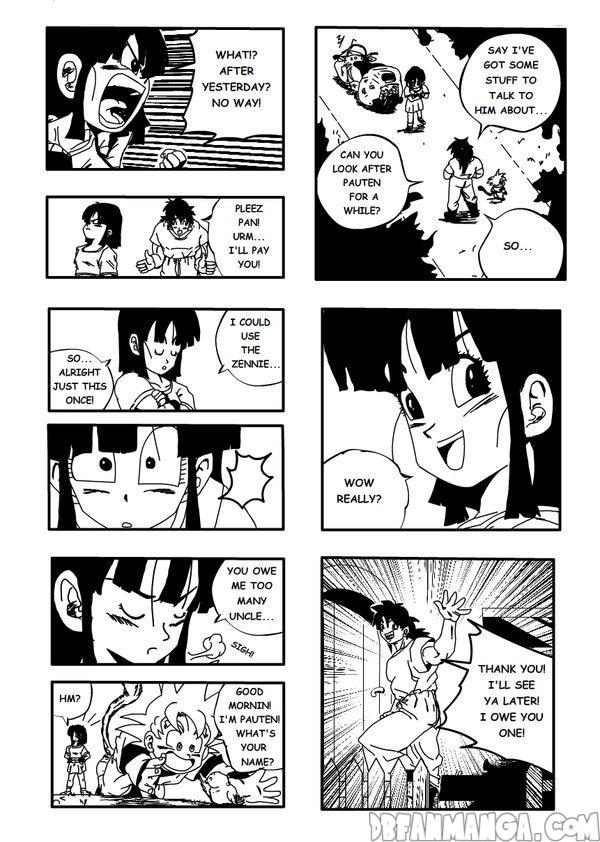 SAY I'VE
GOT SOME
STUFF TO
TALK TO
HIM ABOUT...
SO...
CAN YOU
LOOK AFTER
PAUTEN
FOR A
WHILE?
WHAT!?
AFTER
YESTERDAY?
NO WAY!
PLEEZ
PAN!
URM...
I'LL PAY
YOU!
WOW
REALLY?
I COULD
USE
THE
ZENNIE...
SO...
ALRIGHT
JUST THIS
ONCE!
THANK YOU!
I'LL SEE
YA LATER!
I OWE YOU
ONE!
YOU OWE
ME TOO
MANY
UNCLE...
SIGH!
GOOD
MORNIN!
I'M PAUTEN!
WHAT'S
YOUR
NAME?
HM?
DBFANMANGA.COM